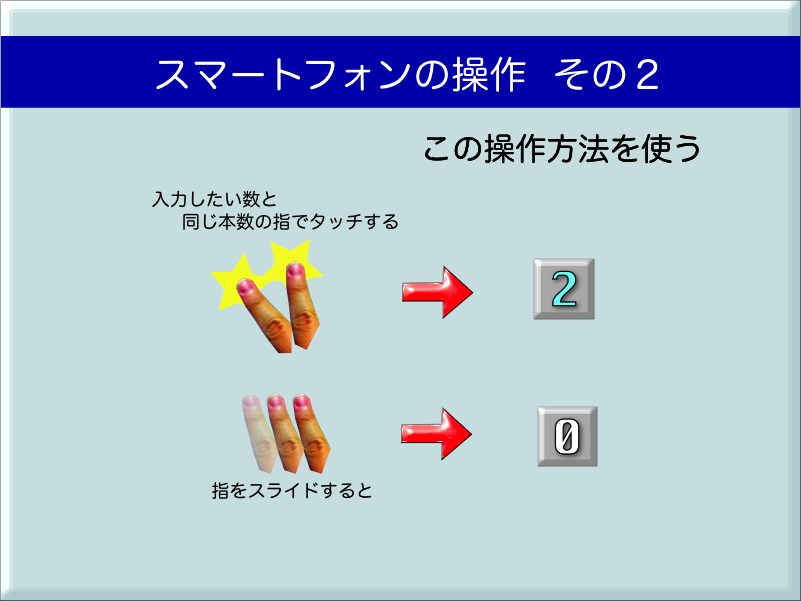 スマートフォンの操作 その２
この操作方法を使う
入力したい数と
同じ本数の指でタッチする
2
0
指をスライドすると